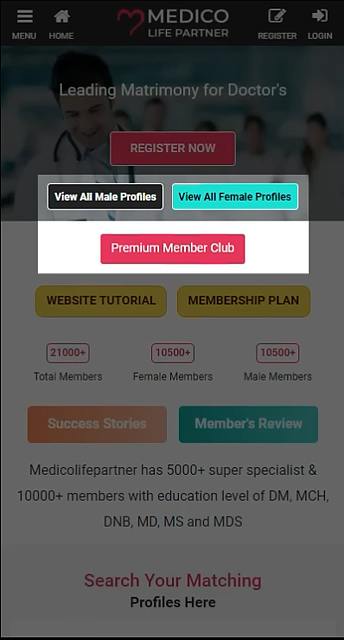 MEDICO
LIFE PARTNER
MENU HOME REGISTER LOGIN
Leading Matrimony for Doctor's
REGISTER NOW
View All Male Profiles View All Female Profiles
Premium Member Club
WEBSITE TUTORIAL MEMBERSHIP PLAN
21000+ 10500+ 10500+
Total Members Female Members Male Members
Success Stories Member's Review
Medicolifepartner has 5000+ super specialist &
10000+ members with education level of DM, MCH,
DNB, MD, MS and MDS
Search Your Matching
Profiles Here